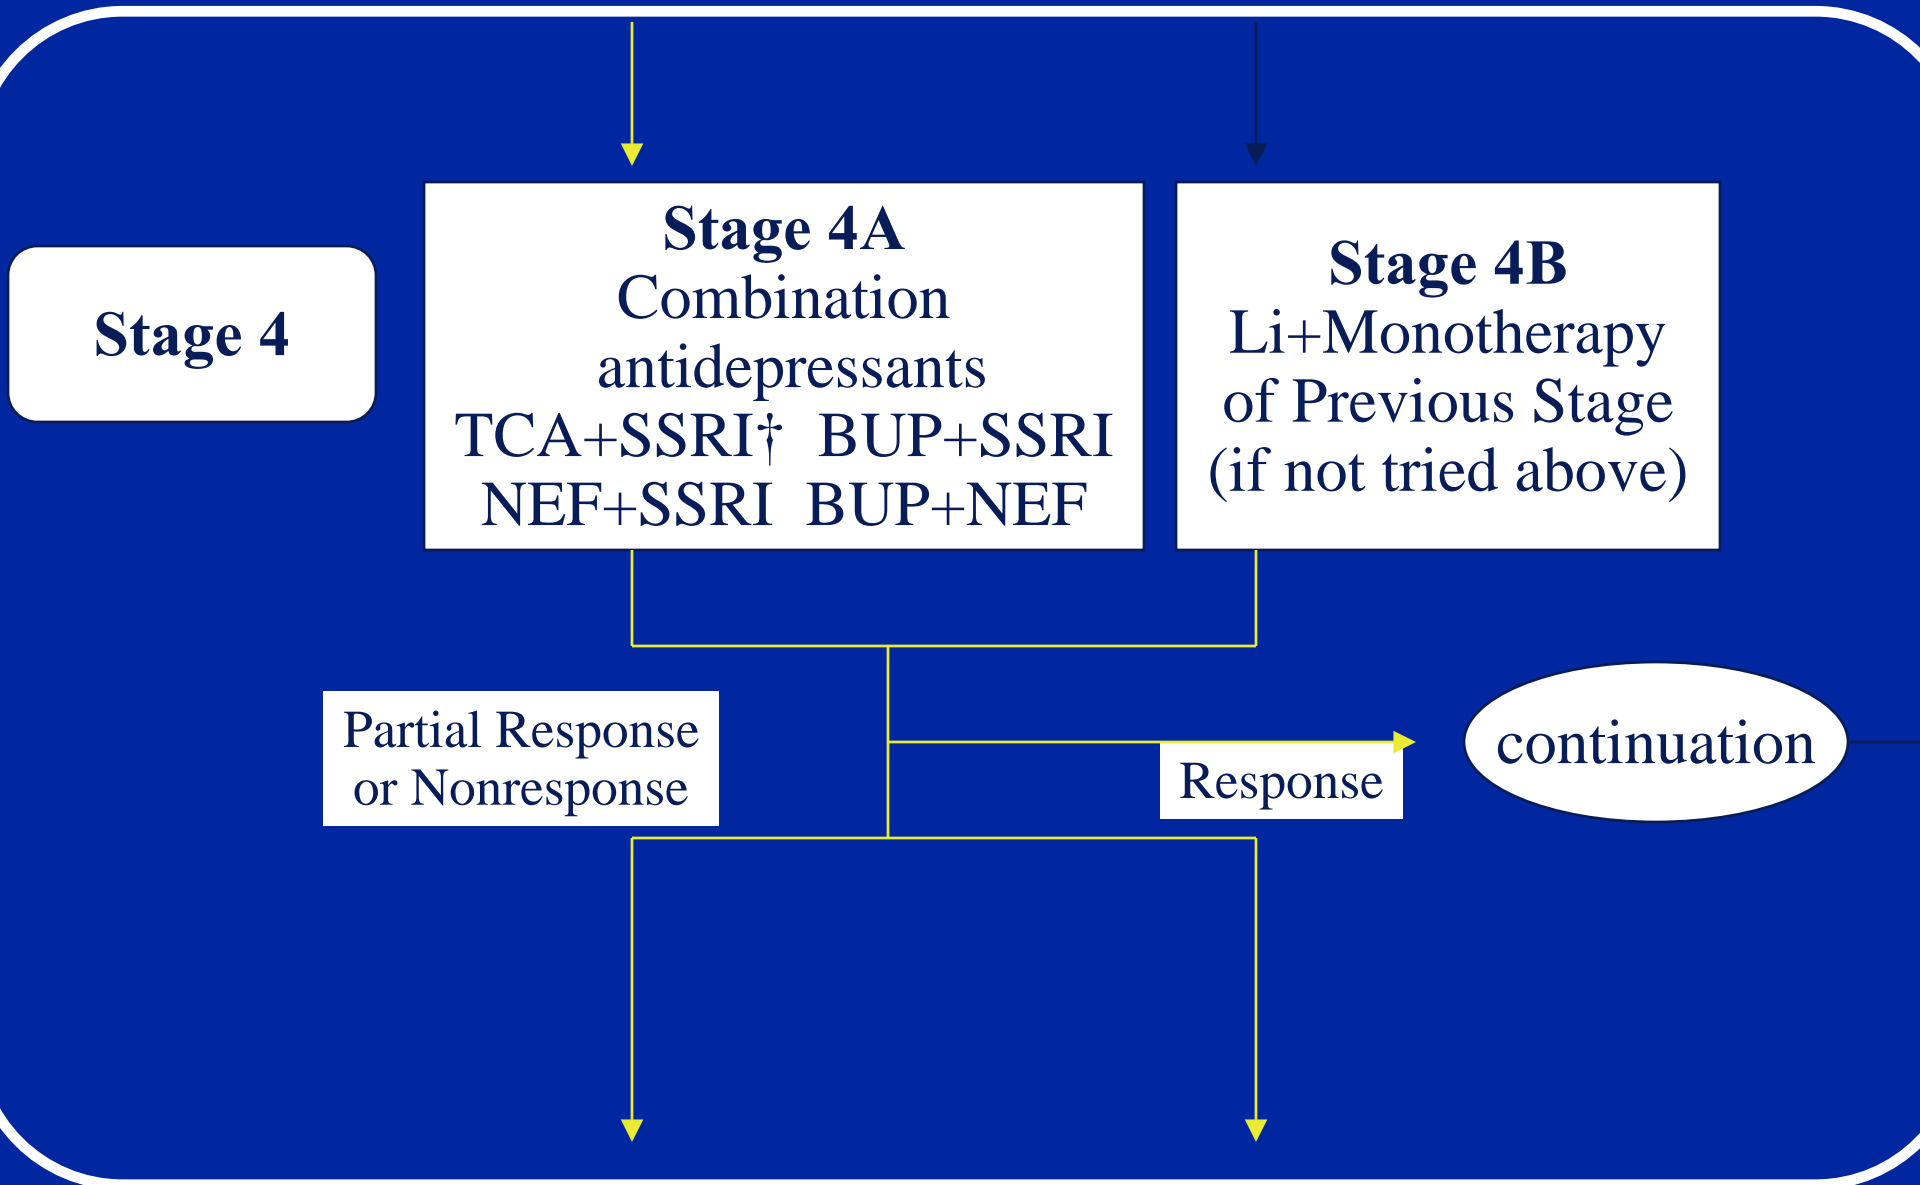 Stage 4
Stage 4A
Combination
antidepressants
TCA+SSRI† BUP+SSRI
NEF+SSRI BUP+NEF
Stage 4B
Li+Monotherapy
of Previous Stage
(if not tried above)
Partial Response
or Nonresponse
Response
continuation